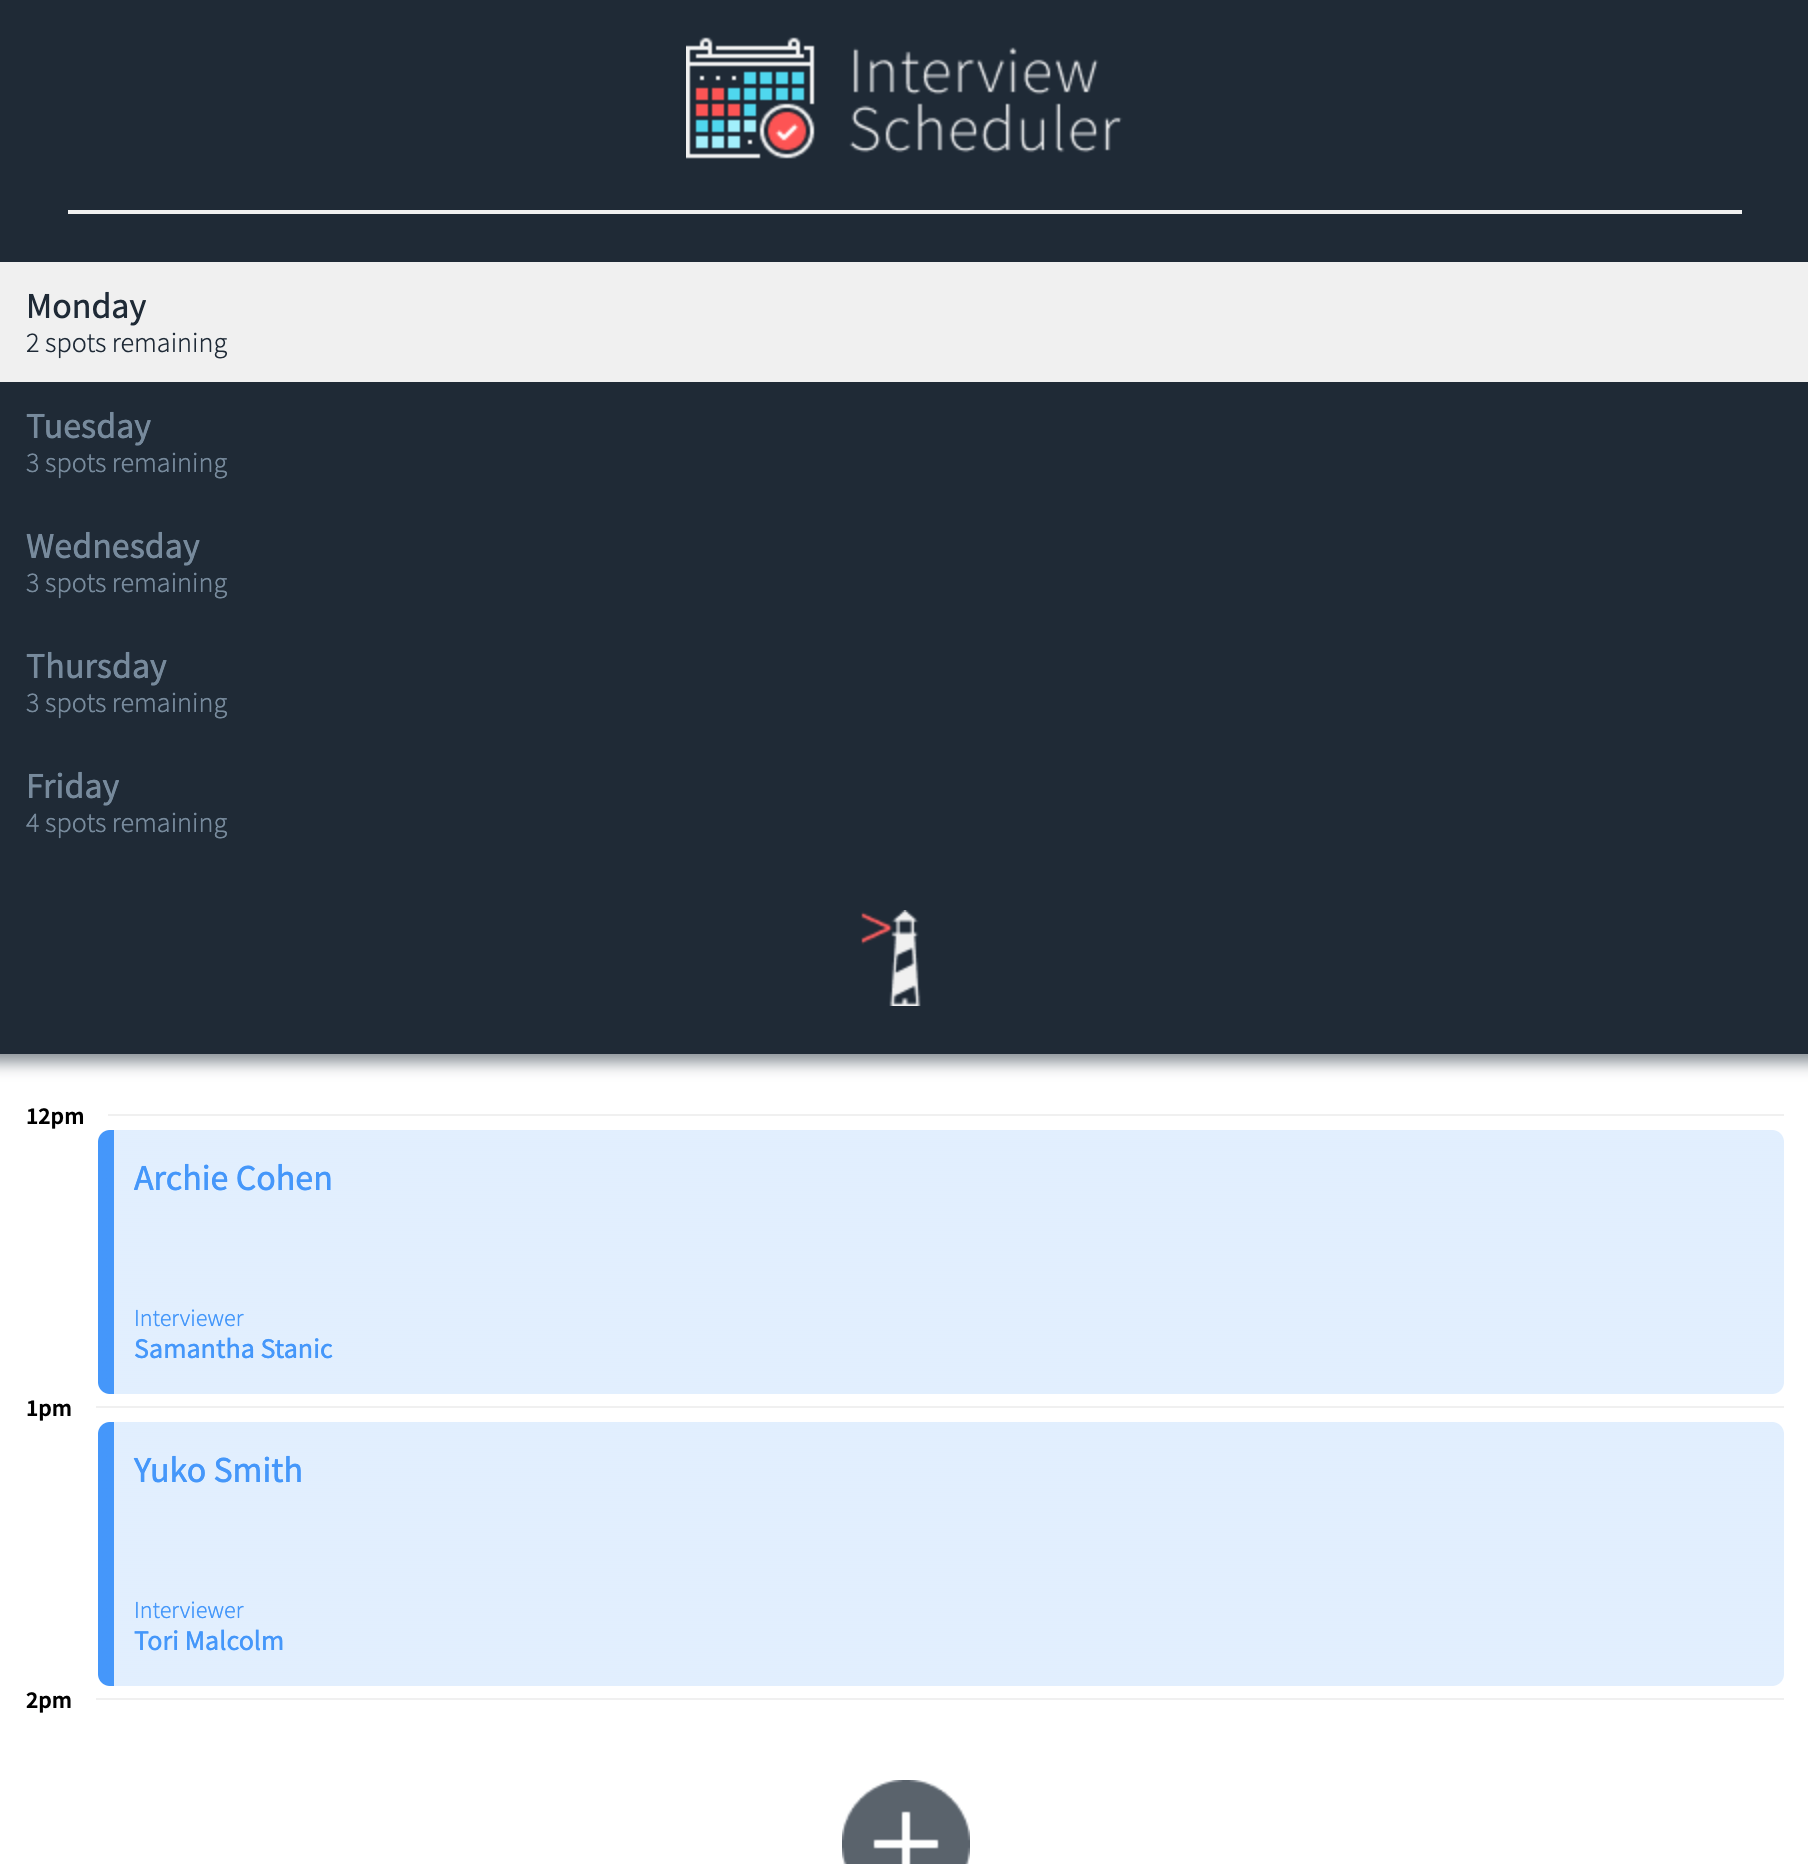 Interview
Scheduler
Monday
2 spots remaining
Tuesday
3 spots remaining
Wednesday
3 spots remaining
Thursday
3 spots remaining
Friday
4 spots remaining
12pm
Archie Cohen
Interviewer
Samantha Stanic
1pm
Yuko Smith
Interviewer
Tori Malcolm
2pm